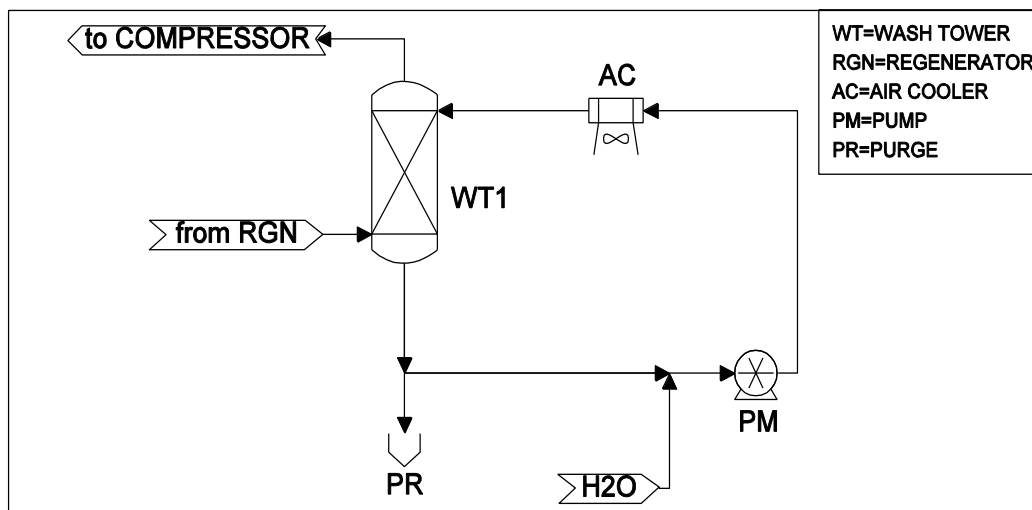 to COMPRESSOR
AC
WT1
from RGN
PM
PR
H2O
WT=WASH TOWER
RGN=REGENERATOR
AC=AIR COOLER
PM=PUMP
PR=PURGE